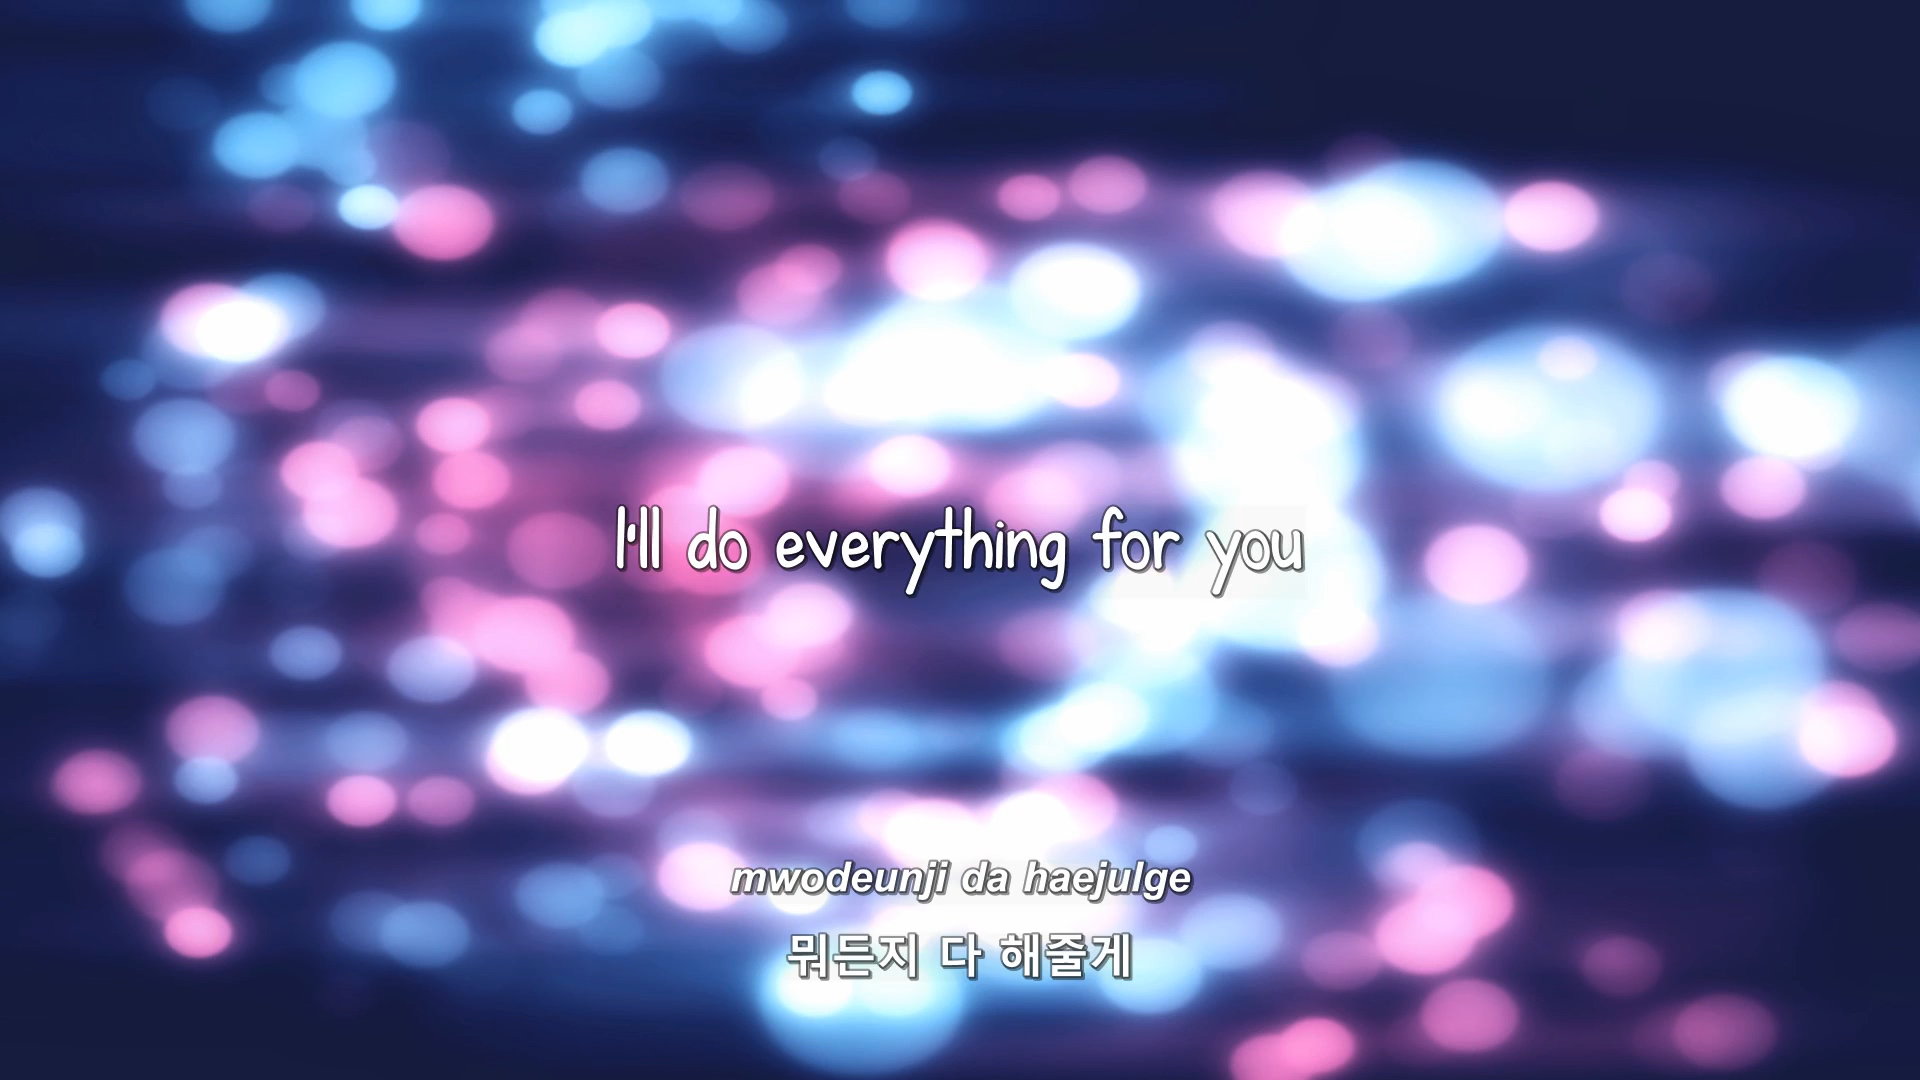 I'll do everything for you
mwodeunji da haejulge
뭐든지 다 해줄게